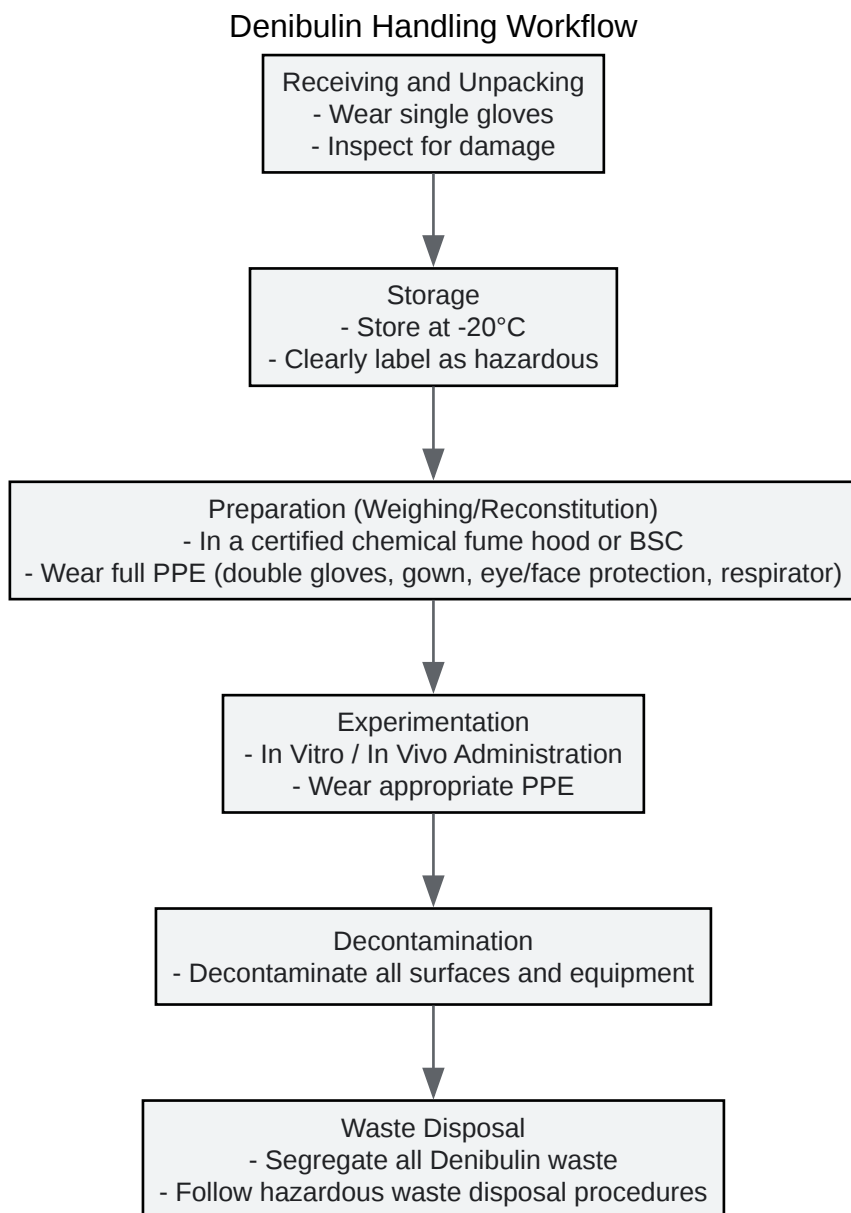 Denibulin Handling Workflow
Receiving and Unpacking
- Wear single gloves
- Inspect for damage
Storage
- Store at -20°C
- Clearly label as hazardous
Preparation (Weighing/Reconstitution)
- In a certified chemical fume hood or BSC
- Wear full PPE (double gloves, gown, eye/face protection, respirator)
Experimentation
- In Vitro / In Vivo Administration
- Wear appropriate PPE
Decontamination
- Decontaminate all surfaces and equipment
Waste Disposal
- Segregate all Denibulin waste
- Follow hazardous waste disposal procedures